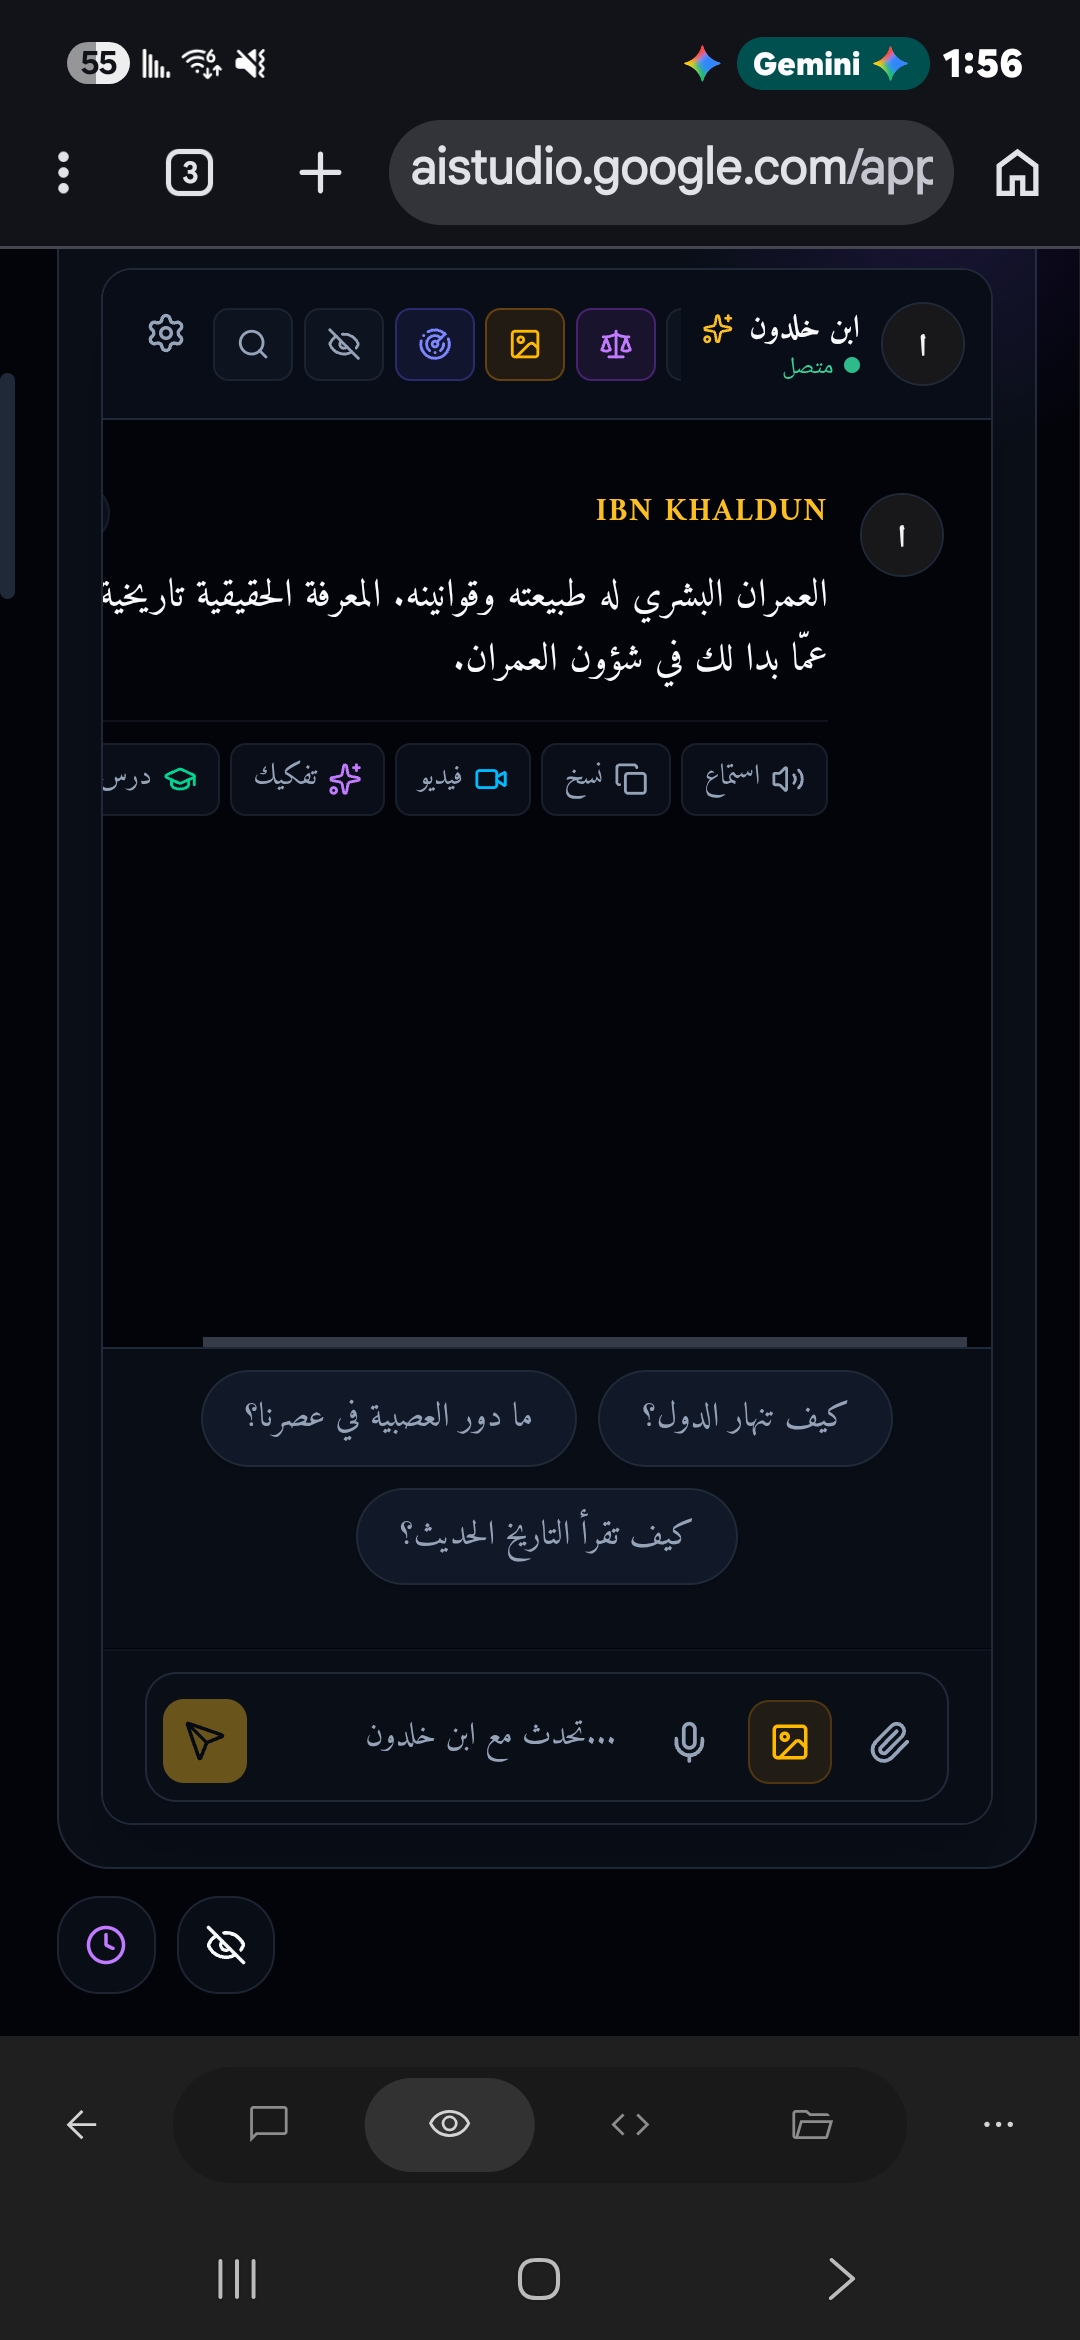 55
Gemini
1:56
3
aistudio.google.com/app
ابن خلدون
أ
متصل
IBN KHALDUN
أ
العمران البشري له طبيعته وقوانينه. المعرفة الحقيقية تاريخية
عمّا بدا لك في شؤون العمران.
استماع
نسخ
فيديو
تفكيك
درس
كيف تنهار الدول؟
ما دور العصبية في عصرنا؟
كيف تقرأ التاريخ الحديث؟
تحدث مع ابن خلدون...